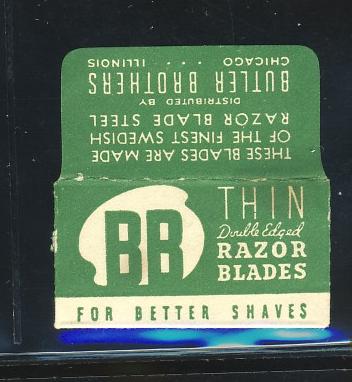 THESE BLADES ARE MADE
OF THE FINEST SWEDISH
RAZOR BLADE STEEL
DISTRIBUTED BY
BUTLER BROTHERS
CHICAGO . . . ILLINOIS
BB
THIN
Double Edged
RAZOR
BLADES
FOR BETTER SHAVES